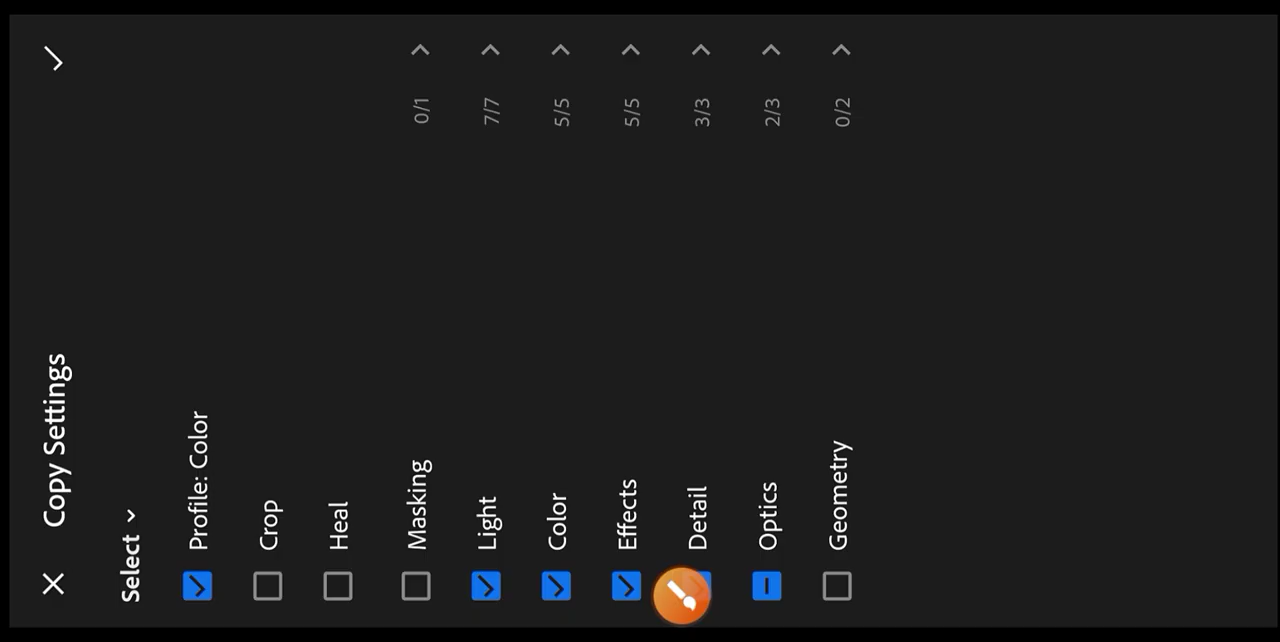 Copy Settings
Select
Profile: Color
Crop
Heal
Masking 0/1
Light 7/7
Color 5/5
Effects 5/5
Detail 3/3
Optics 2/3
Geometry 0/2